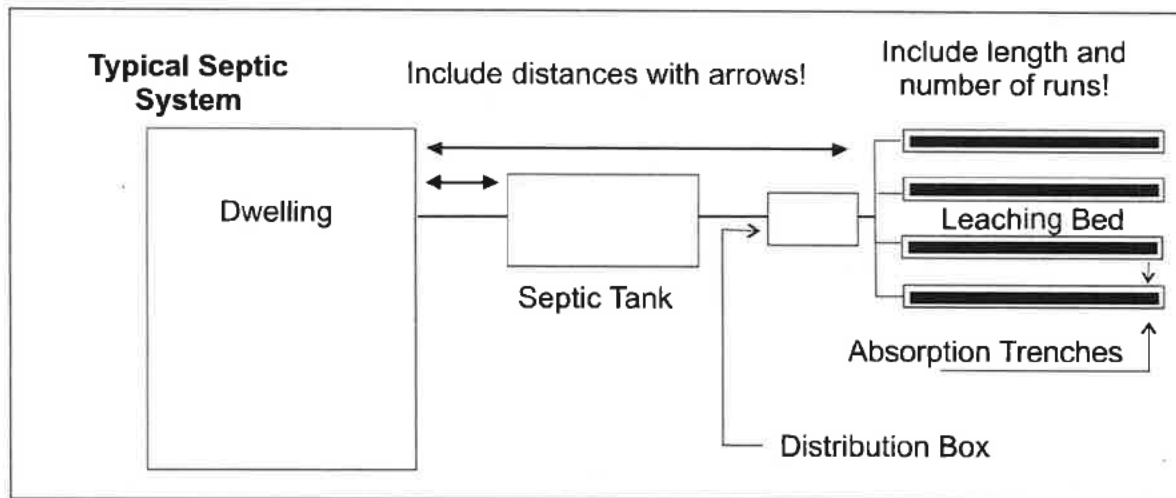 Typical Septic
System
Include distances with arrows!
Include length and
number of runs!
Dwelling
Septic Tank
Leaching Bed
Absorption Trenches
Distribution Box